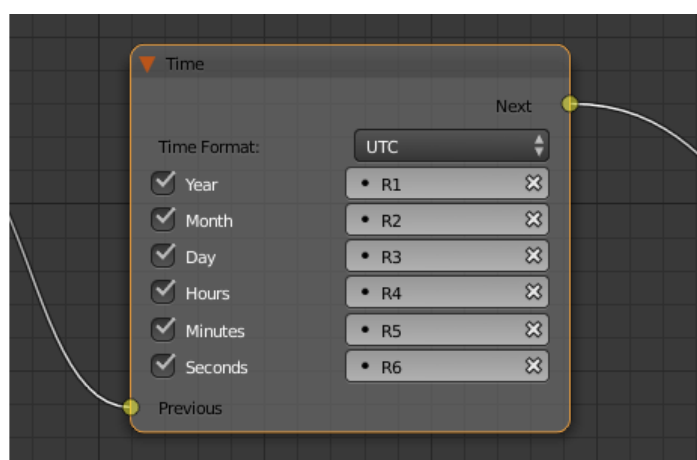 Time
Next
Time Format: UTC
Year R1
Month R2
Day R3
Hours R4
Minutes R5
Seconds R6
Previous